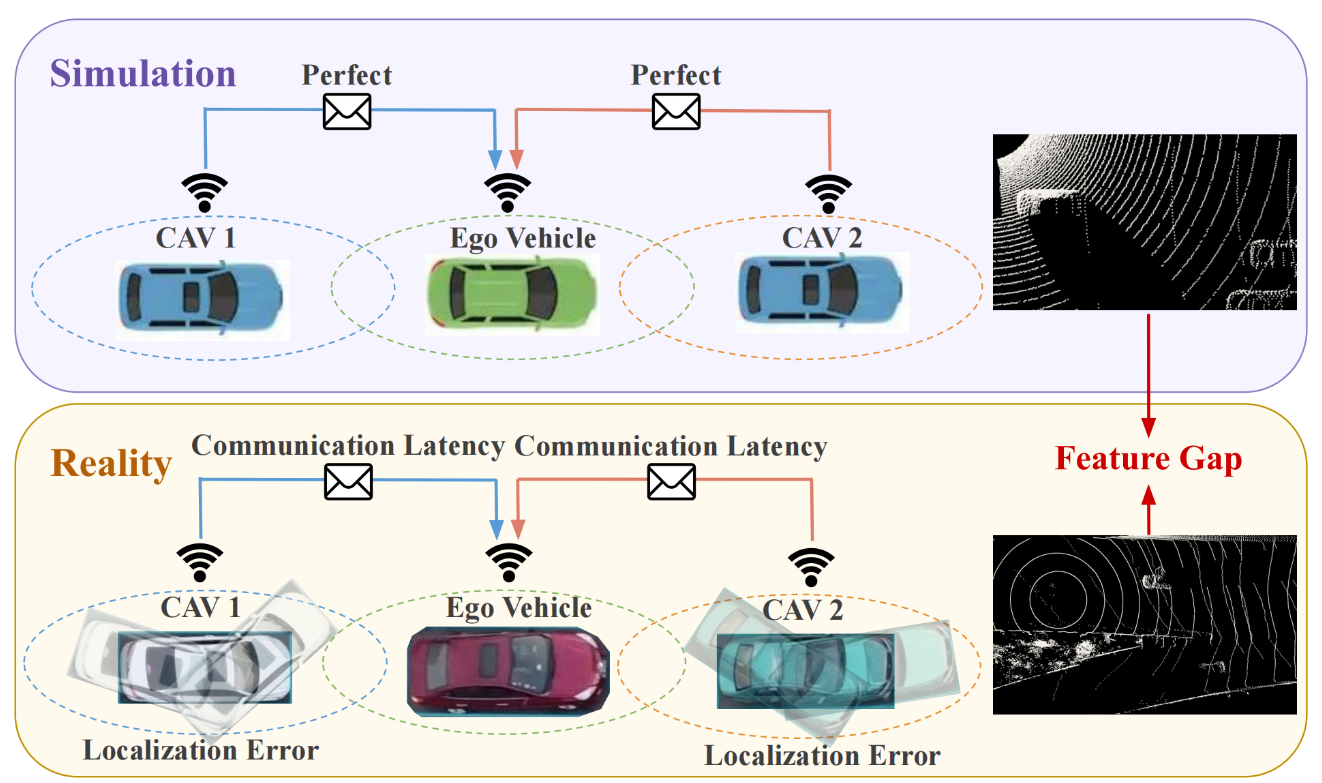 Simulation
Perfect
Perfect
CAV 1
Ego Vehicle
CAV 2
Reality
Communication Latency
Communication Latency
Feature Gap
CAV 1
Ego Vehicle
CAV 2
Localization Error
Localization Error